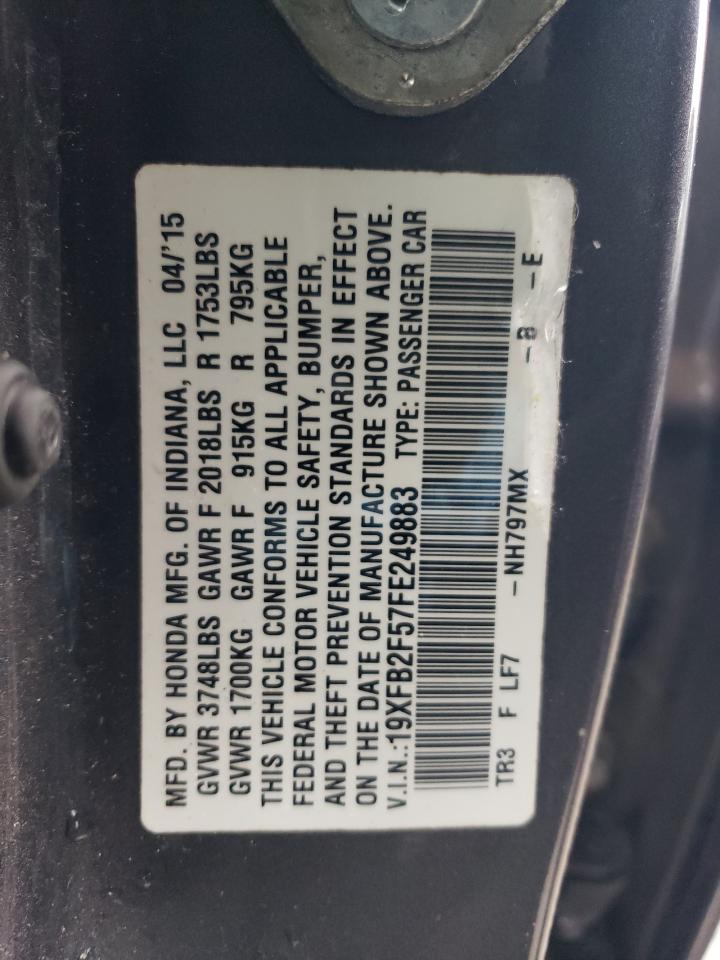 MFD. BY HONDA MFG. OF INDIANA, LLC 04/'15
GVWR 3748LBS GAWR F 2018LBS R 1753LBS
GVWR 1700KG GAWR F 915KG R 795KG
THIS VEHICLE CONFORMS TO ALL APPLICABLE
FEDERAL MOTOR VEHICLE SAFETY, BUMPER,
AND THEFT PREVENTION STANDARDS IN EFFECT
ON THE DATE OF MANUFACTURE SHOWN ABOVE.
V.I.N.:19XFB2F57FE249883 TYPE: PASSENGER CAR
TR3 F LF7 –NH797MX –B –E